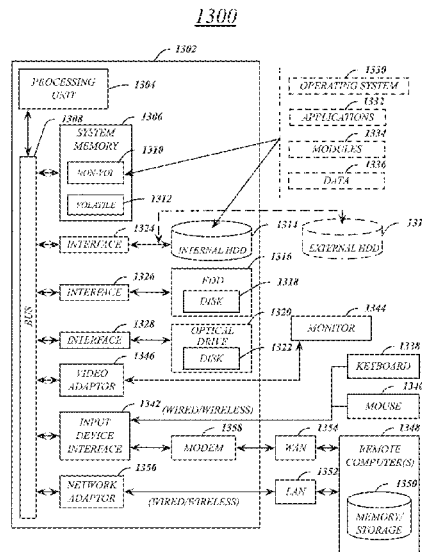 1300
1302
PROCESSING UNIT
1304
1308
1306
SYSTEM MEMORY
1310
NON-VOL
1312
VOLATILE
1330
OPERATING SYSTEM
1332
APPLICATIONS
1334
MODULES
1336
DATA
1324
INTERFACE
1314
INTERNAL HDD
EXTERNAL HDD
1326
INTERFACE
1316
FDD
1318
DISK
BUS
1328
INTERFACE
1320
OPTICAL DRIVE
1322
DISK
1344
MONITOR
1346
VIDEO ADAPTOR
1338
KEYBOARD
MOUSE
1342
INPUT DEVICE INTERFACE
(WIRED/WIRELESS)
1358
MODEM
1354
WAN
1348
REMOTE COMPUTER(S)
1350
MEMORY/ STORAGE
1356
NETWORK ADAPTOR
(WIRED/WIRELESS)
1352
LAN